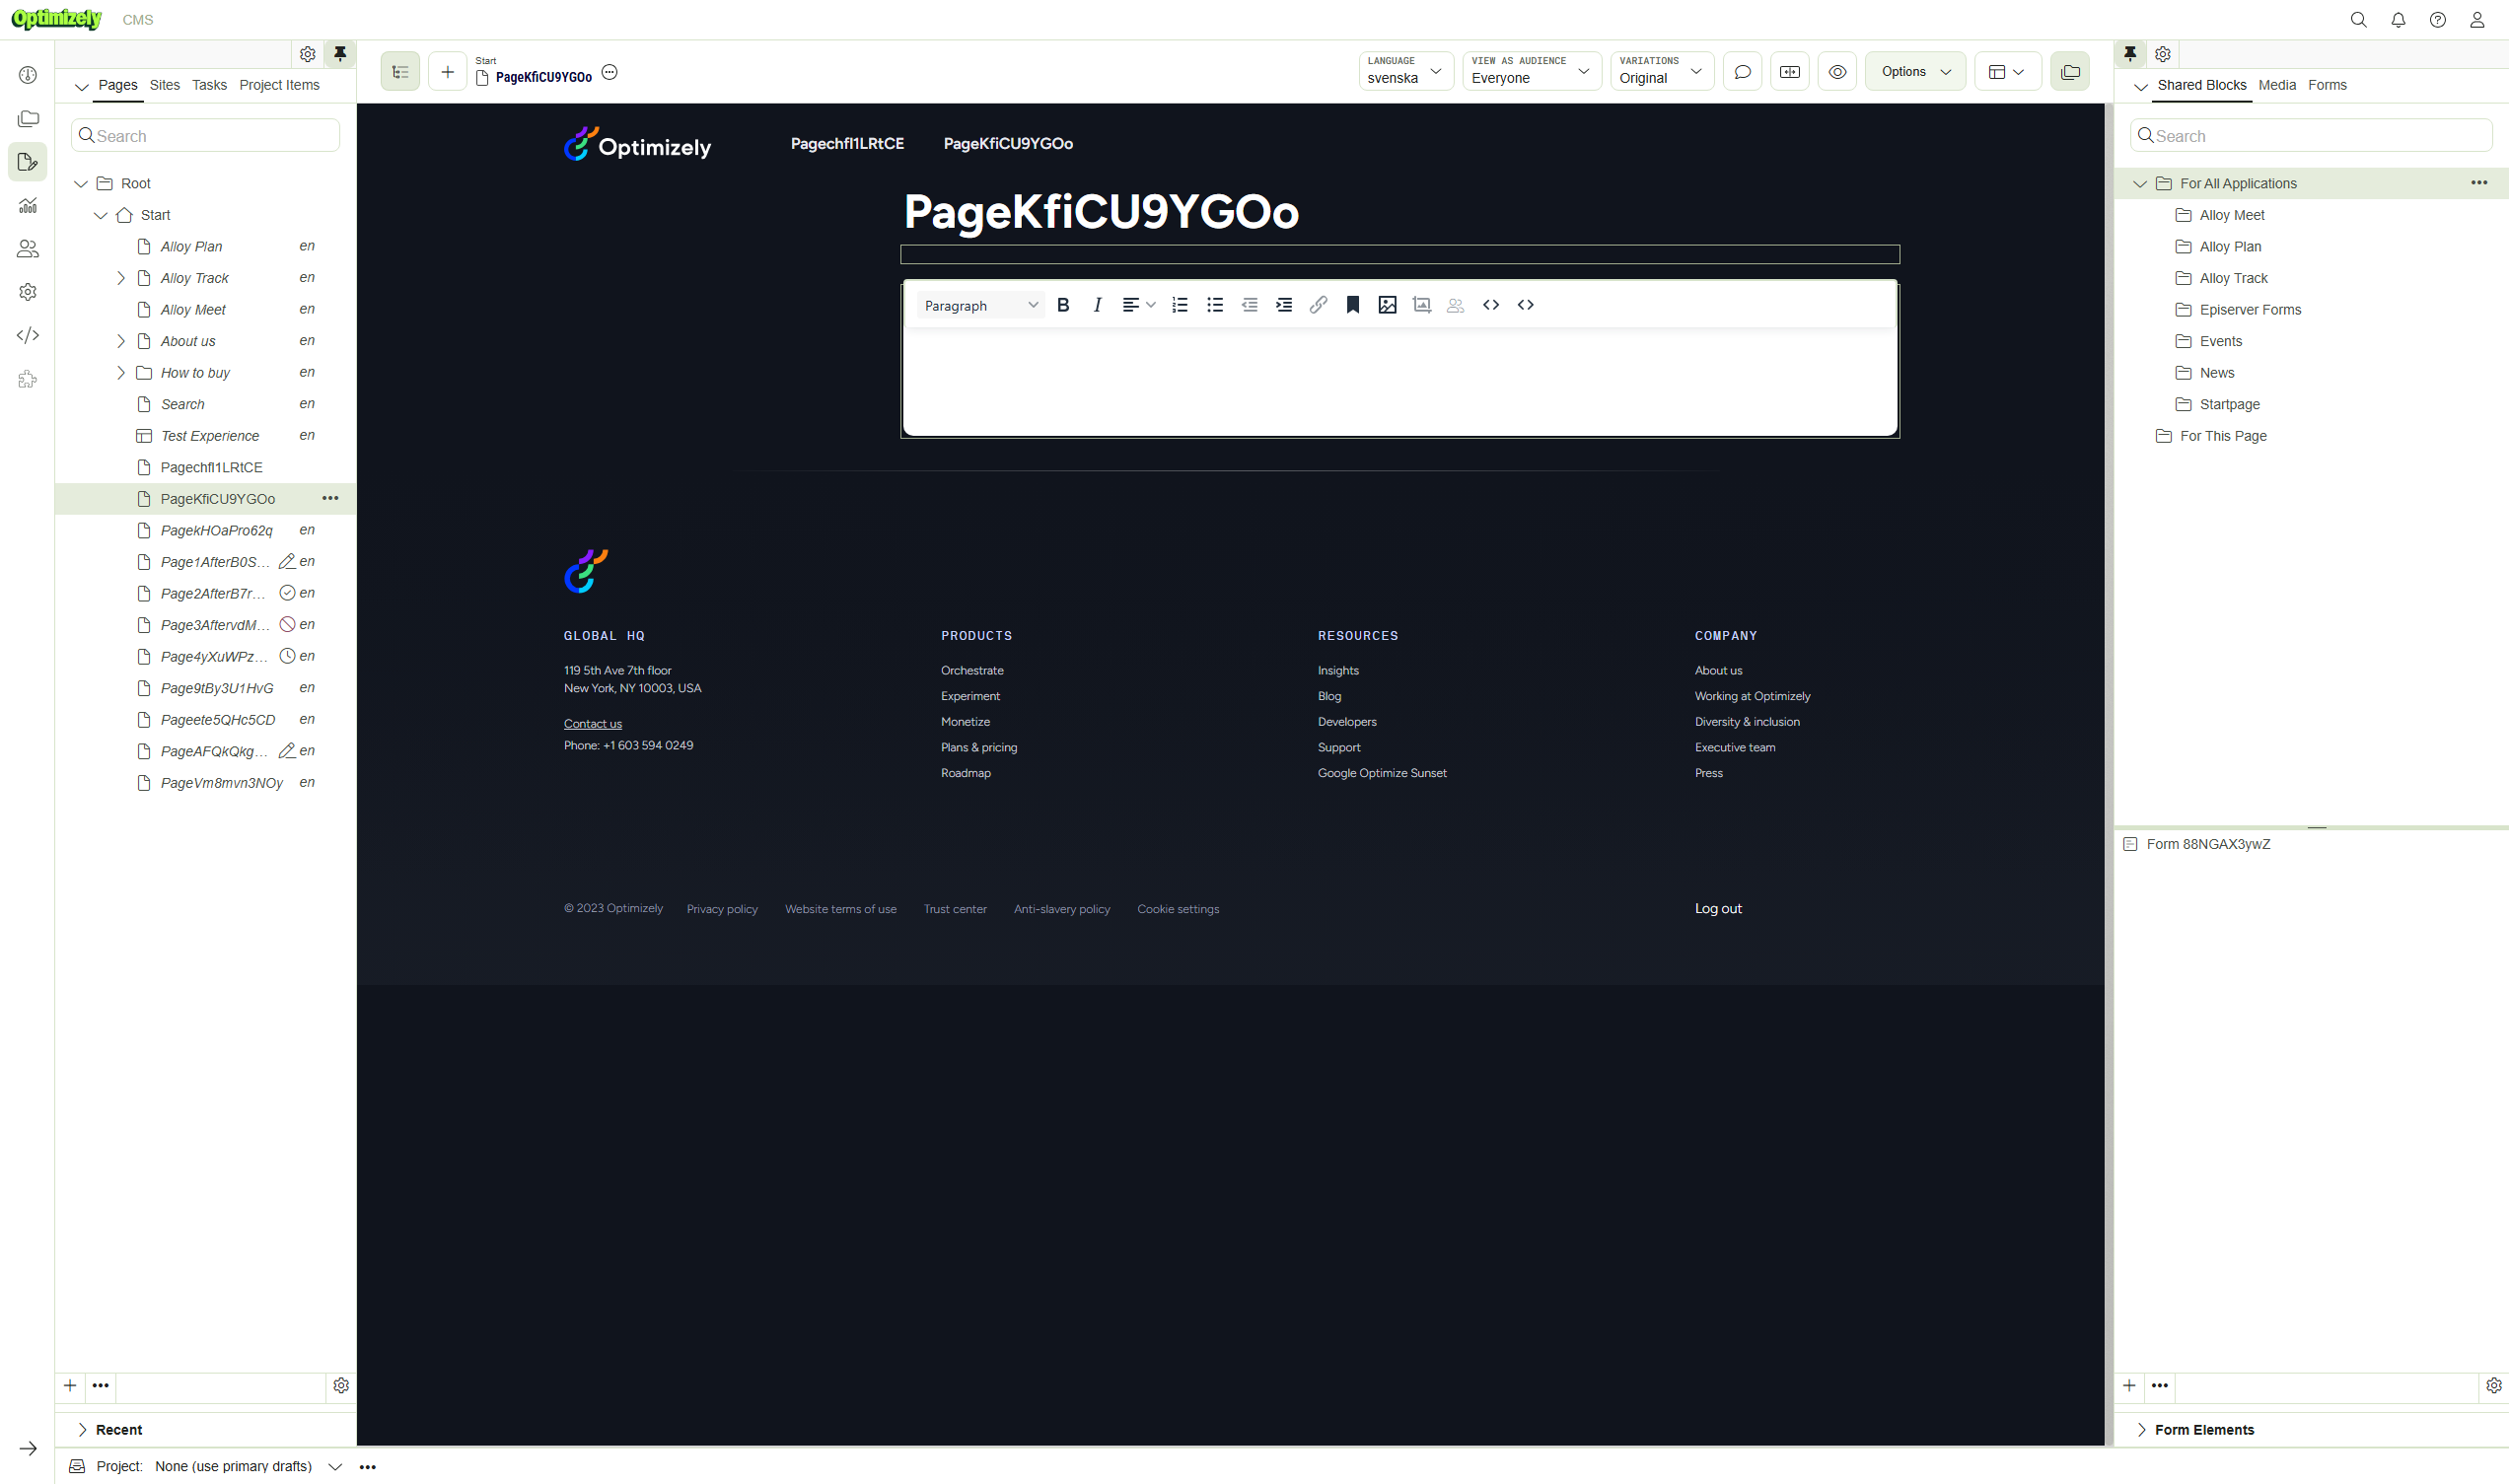 Optimizely CMS
Pages Sites Tasks Project Items
Search
Root
Start
Alloy Plan en
Alloy Track en
Alloy Meet en
About us en
How to buy en
Search en
Test Experience en
Pagechfl1LRtCE
PageKfiCU9YGOo
PagekHOaPro62q en
Page1AfterB0S... en
Page2AfterB7r... en
Page3AftervdM... en
Page4yXuWPz... en
Page9tBy3U1HvG en
Pageete5QHc5CD en
PageAFQkQkg... en
PageVm8mvn3NOy en
Recent
Project: None (use primary drafts)
Start
PageKfiCU9YGOo
LANGUAGE
svenska
VIEW AS AUDIENCE
Everyone
VARIATIONS
Original
Options
Optimizely PagechfI1LRtCE PageKfiCU9YGOo
PageKfiCU9YGOo
Paragraph
GLOBAL HQ
119 5th Ave 7th floor
New York, NY 10003, USA
Contact us
Phone: +1 603 594 0249
PRODUCTS
Orchestrate
Experiment
Monetize
Plans & pricing
Roadmap
RESOURCES
Insights
Blog
Developers
Support
Google Optimize Sunset
COMPANY
About us
Working at Optimizely
Diversity & inclusion
Executive team
Press
© 2023 Optimizely Privacy policy Website terms of use Trust center Anti-slavery policy Cookie settings Log out
Shared Blocks Media Forms
Search
For All Applications
Alloy Meet
Alloy Plan
Alloy Track
Episerver Forms
Events
News
Startpage
For This Page
Form 88NGAX3ywZ
Form Elements